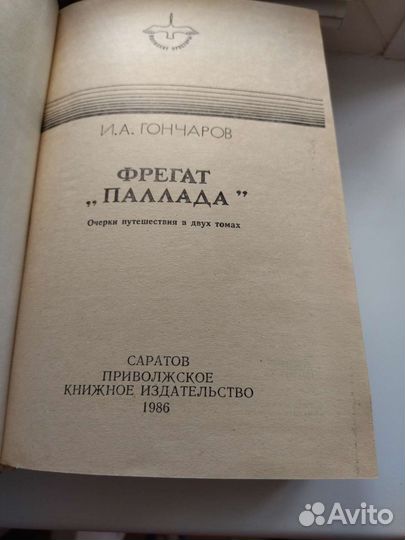 И.А. ГОНЧАРОВ
ФРЕГАТ
„ПАЛЛАДА"
Очерки путешествия в двух томах
САРАТОВ
ПРИВОЛЖСКОЕ
КНИЖНОЕ ИЗДАТЕЛЬСТВО
1986
Avito